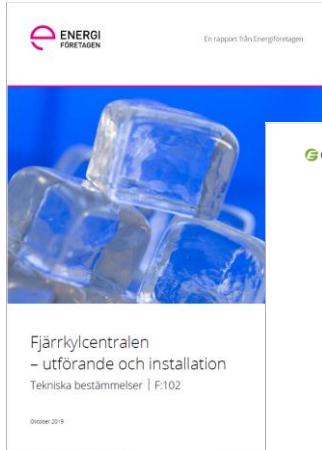 ENERGI
FÖRETAGEN
En rapport från Energiföretagen
Fjärrkylcentralen
– utförande och installation
Tekniska bestämmelser | F:102
Oktober 2019